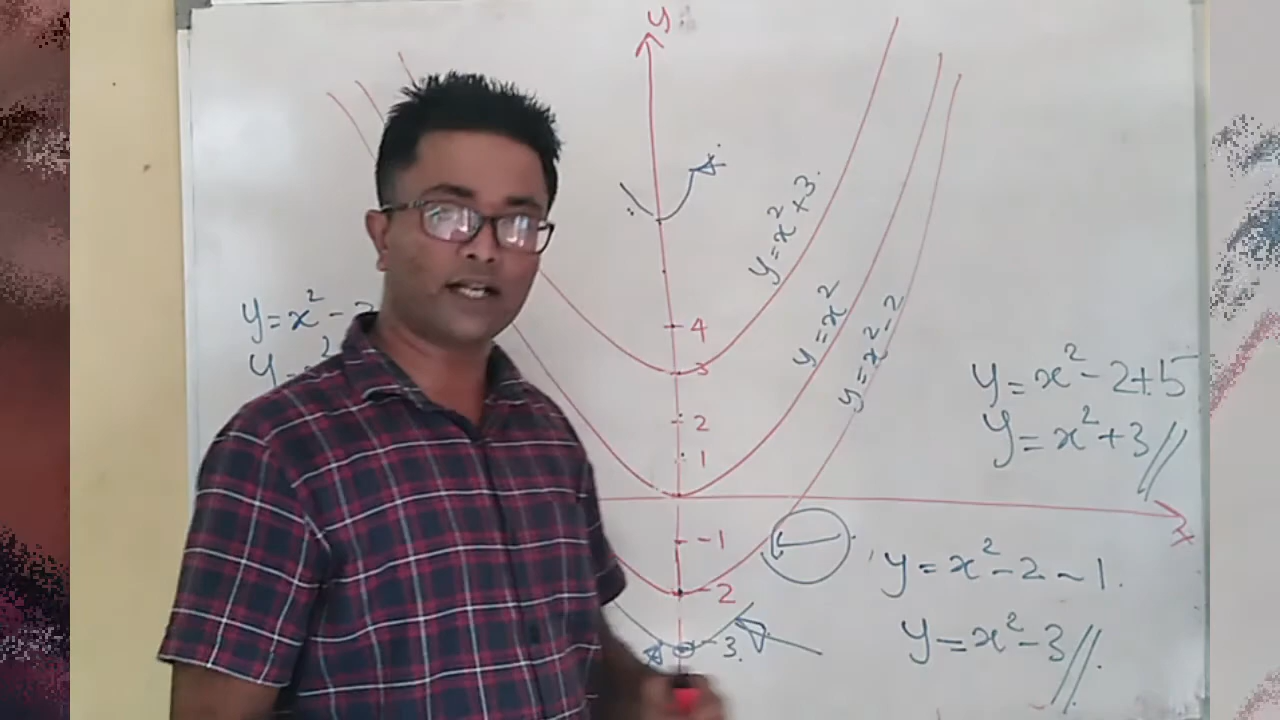 y
y = x² + 3
y = x²
y = x² - 2
4
3
2
1
-1
-2
-3
x
y = x² -
y = x² - 2 + 5
y = x² + 3
y = x² - 2 - 1
y = x² - 3